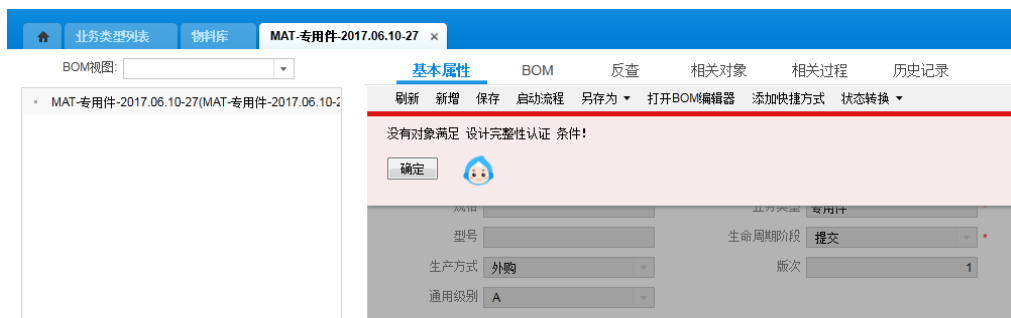 业务类型列表 物料库 MAT-专用件-2017.06.10-27 ×
BOM视图:
基本属性 BOM 反查 相关对象 相关过程 历史记录
MAT-专用件-2017.06.10-27(MAT-专用件-2017.06.10-2
刷新 新增 保存 启动流程 另存为 打开BOM编辑器 添加快捷方式 状态转换
没有对象满足 设计完整性认证 条件!
确定
规格 业务类型 专用件
型号 生命周期阶段 提交 *
生产方式 外购 版次 1
通用级别 A